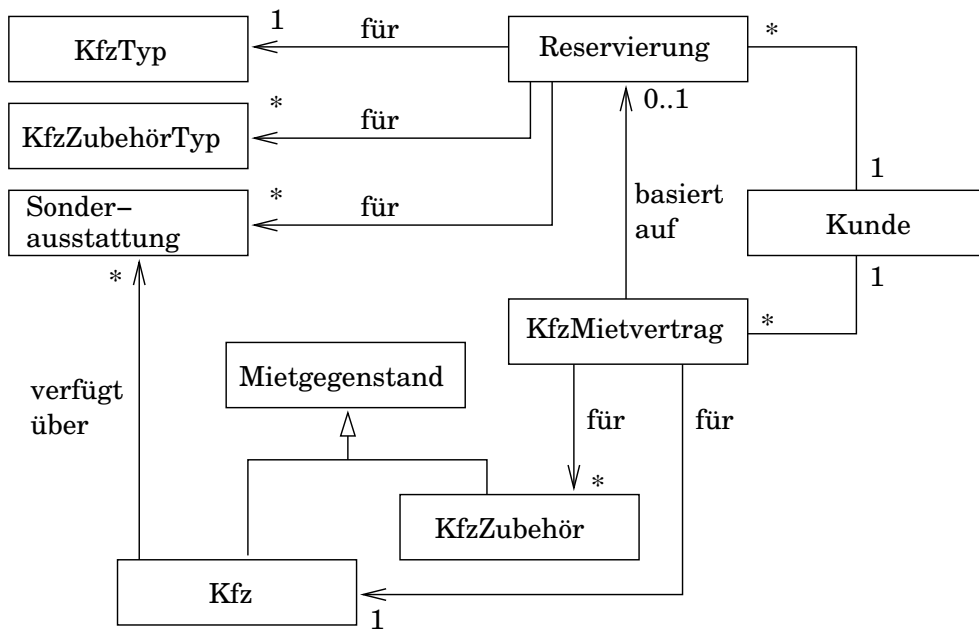 1
für
*
KfzTyp
Reservierung
*
0..1
für
KfzZubehörTyp
*
für
1
Sonder–
ausstattung
basiert
auf
Kunde
*
1
KfzMietvertrag
*
Mietgegenstand
verfügt
über
für
für
*
KfzZubehör
Kfz
1